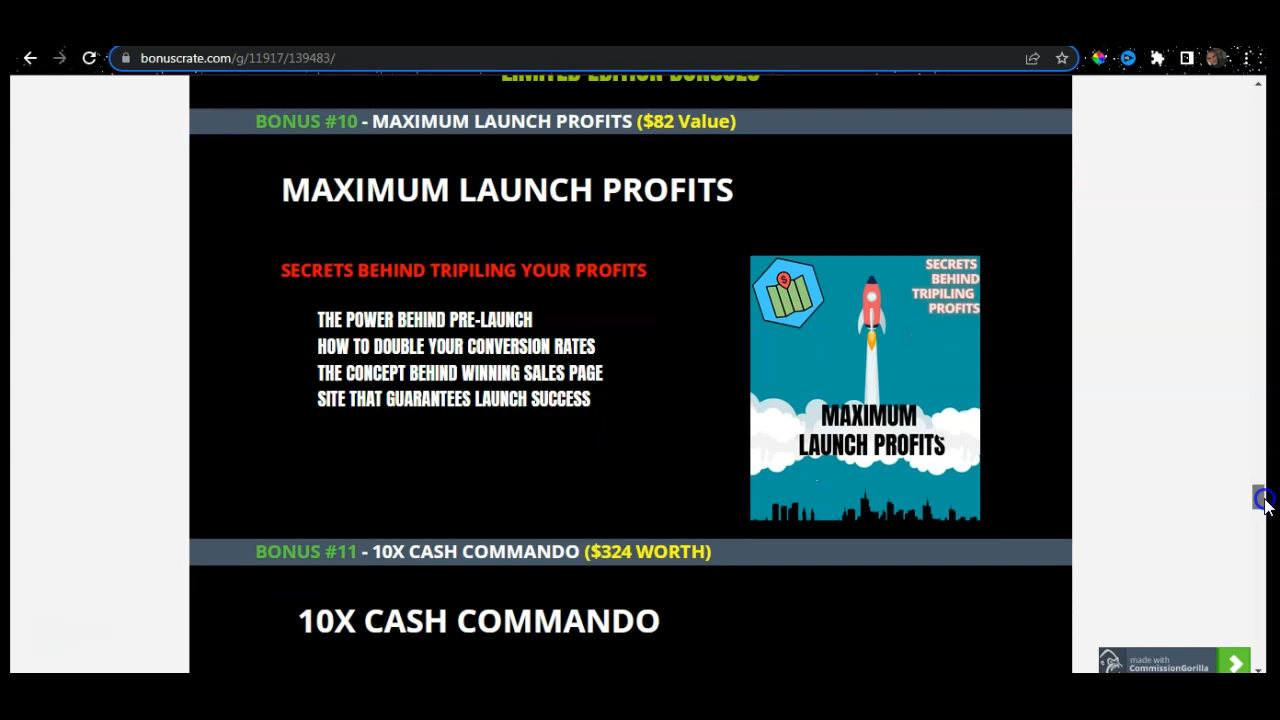 bonuscrate.com/g/11917/139483/
LIMITED EDITION BONUSES
BONUS #10 - MAXIMUM LAUNCH PROFITS ($82 Value)
MAXIMUM LAUNCH PROFITS
SECRETS BEHIND TRIPILING YOUR PROFITS
THE POWER BEHIND PRE-LAUNCH
HOW TO DOUBLE YOUR CONVERSION RATES
THE CONCEPT BEHIND WINNING SALES PAGE
SITE THAT GUARANTEES LAUNCH SUCCESS
SECRETS
BEHIND
TRIPILING
PROFITS
$
MAXIMUM
LAUNCH PROFITS
BONUS #11 - 10X CASH COMMANDO ($324 WORTH)
10X CASH COMMANDO
made with
CommissionGorilla